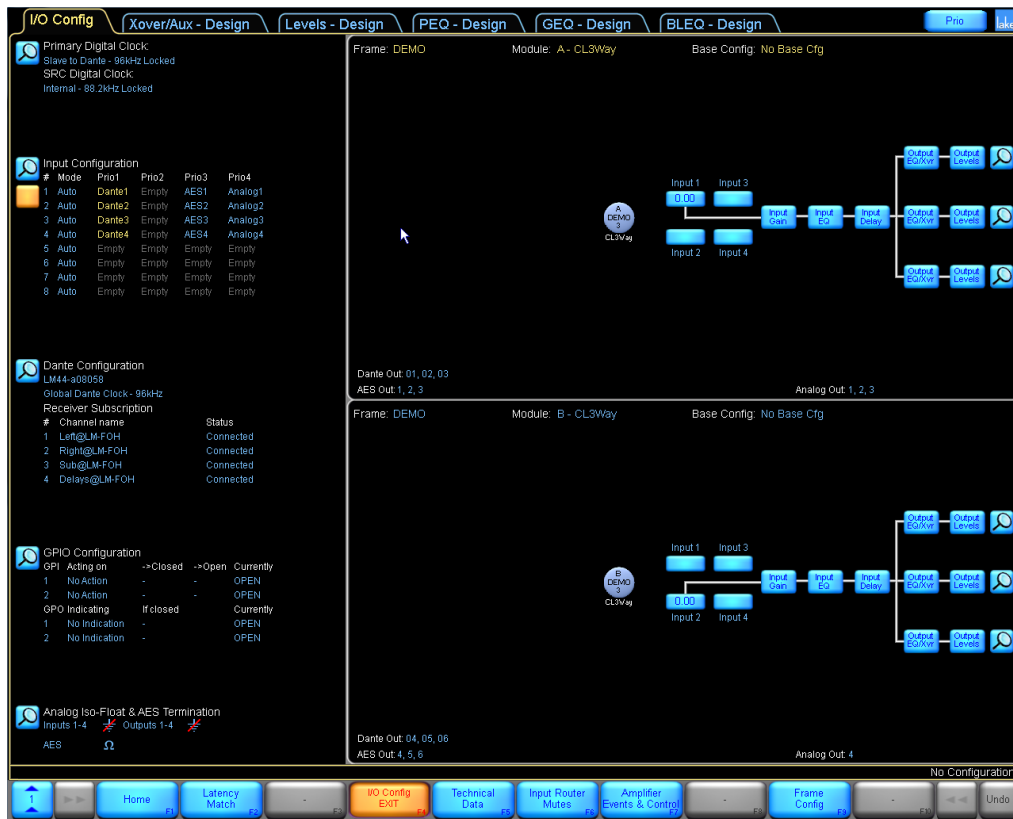 I/O Config Xover/Aux - Design Levels - Design PEQ - Design GEQ - Design BLEQ - Design Prio lake
Primary Digital Clock:
Slave to Dante - 96kHz Locked
SRC Digital Clock:
Internal - 88.2kHz Locked
Input Configuration
# Mode Prio1 Prio2 Prio3 Prio4
1 Auto Dante1 Empty AES1 Analog1
2 Auto Dante2 Empty AES2 Analog2
3 Auto Dante3 Empty AES3 Analog3
4 Auto Dante4 Empty AES4 Analog4
5 Auto Empty Empty Empty Empty
6 Auto Empty Empty Empty Empty
7 Auto Empty Empty Empty Empty
8 Auto Empty Empty Empty Empty
Dante Configuration
LM44-a08058
Global Dante Clock - 96kHz
Receiver Subscription
# Channel name Status
1 Left@LM-FOH Connected
2 Right@LM-FOH Connected
3 Sub@LM-FOH Connected
4 Delays@LM-FOH Connected
GPIO Configuration
GPI Acting on ->Closed ->Open Currently
1 No Action - - OPEN
2 No Action - - OPEN
GPO Indicating If closed Currently
1 No Indication - OPEN
2 No Indication - OPEN
Analog Iso-Float & AES Termination
Inputs 1-4 Outputs 1-4
AES Ω
Frame: DEMO Module: A - CL3Way Base Config: No Base Cfg
Output EQ/Xvr Output Levels
Input 1 Input 3
0.00
A DEMO 3
CL3Way
Input Gain Input EQ Input Delay Output EQ/Xvr Output Levels
Input 2 Input 4
Output EQ/Xvr Output Levels
Dante Out: 01, 02, 03
AES Out: 1, 2, 3 Analog Out: 1, 2, 3
Frame: DEMO Module: B - CL3Way Base Config: No Base Cfg
Output EQ/Xvr Output Levels
Input 1 Input 3
B DEMO 3
CL3Way
Input Gain Input EQ Input Delay Output EQ/Xvr Output Levels
0.00
Input 2 Input 4
Output EQ/Xvr Output Levels
Dante Out: 04, 05, 06
AES Out: 4, 5, 6 Analog Out: 4
No Configuration
1 Home F1 Latency Match F2 - F3 I/O Config EXIT F4 Technical Data F5 Input Router Mutes F6 Amplifier Events & Control F7 - F8 Frame Config F9 - F10 Undo